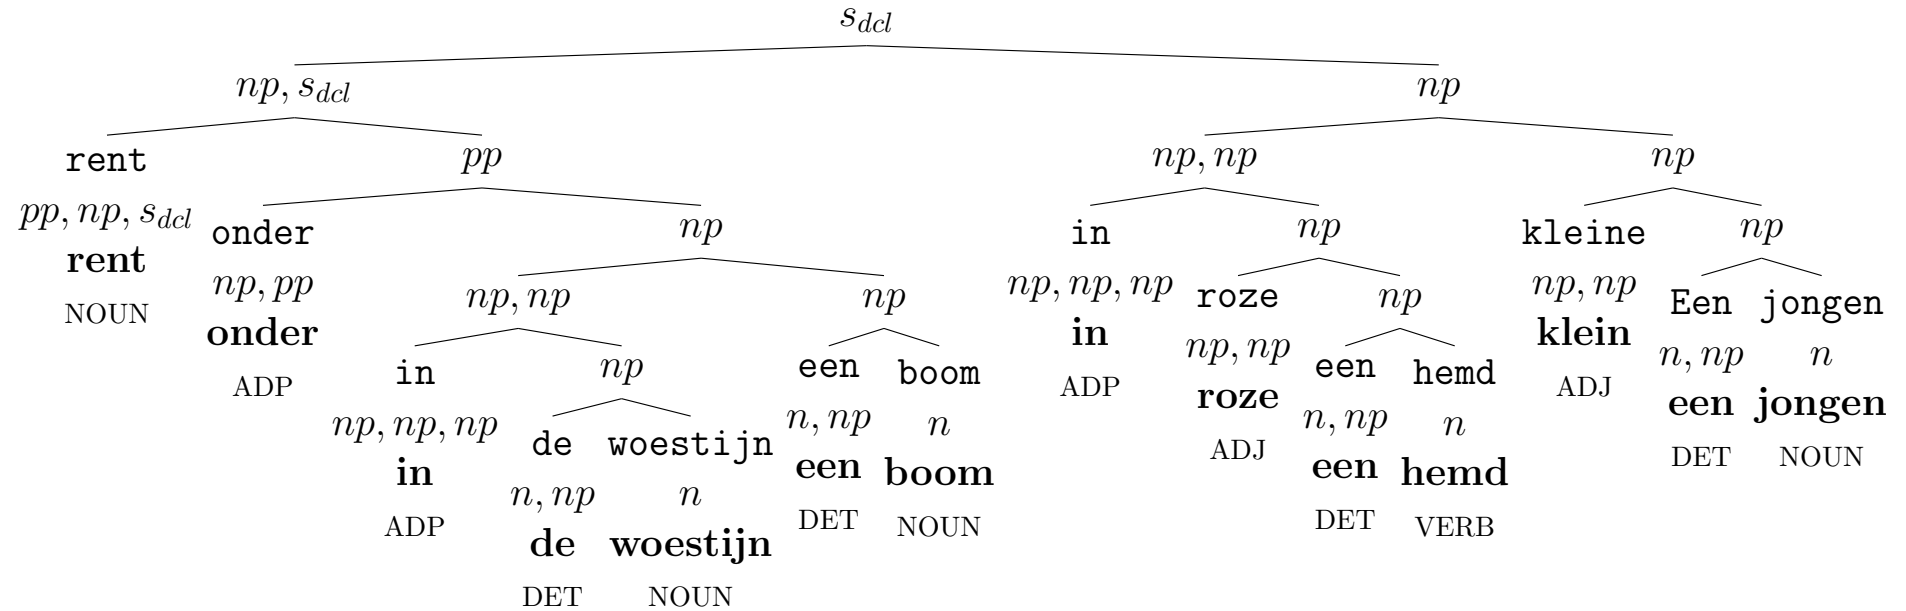 s_dcl
np, s_dcl np
rent pp np, np np
pp, np, s_dcl onder np in np kleine np
rent np, pp np, np np np, np, np roze np np, np Een jongen
NOUN onder in np een boom in np, np een hemd klein n, np n
ADP np, np, np de woestijn n, np n ADP roze n, np n ADJ een jongen
in n, np n een boom ADJ een hemd DET NOUN
ADP de woestijn DET NOUN DET VERB
DET NOUN